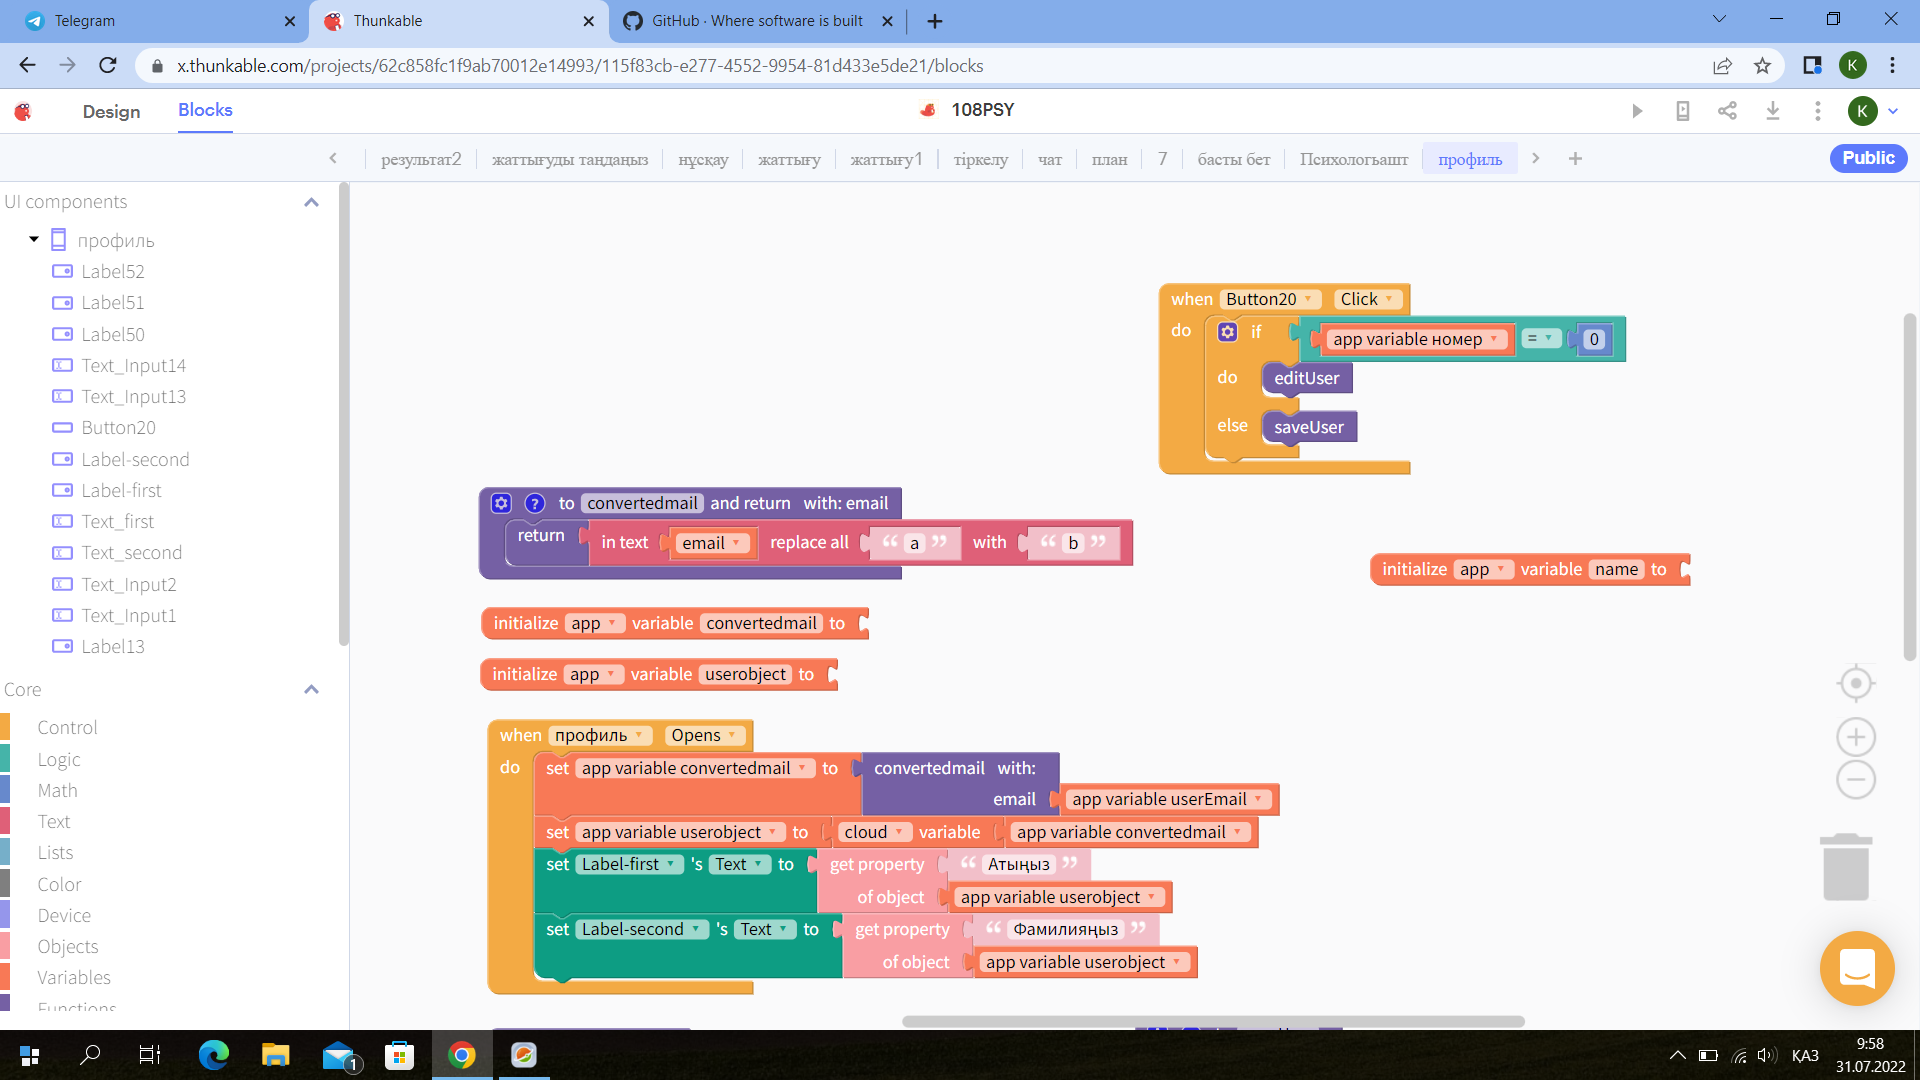 Telegram
Thunkable
GitHub · Where software is built
x.thunkable.com/projects/62c858fc1f9ab70012e14993/115f83cb-e277-4552-9954-81d433e5de21/blocks
K
Design
Blocks
108PSY
K
результат2
жаттығуды таңдаңыз
нұсқау
жаттығу
жаттығу1
тіркелу
чат
план
7
басты бет
Психологъашт
профиль
Public
UI components
профиль
Label52
Label51
Label50
Text_Input14
Text_Input13
Button20
Label-second
Label-first
Text_first
Text_second
Text_Input2
Text_Input1
Label13
Core
Control
Logic
Math
Text
Lists
Color
Device
Objects
Variables
Functions
when Button20 Click
do if app variable номер = 0
do editUser
else saveUser
? to convertedmail and return with: email
return in text email replace all “ a ” with “ b ”
initialize app variable name to
initialize app variable convertedmail to
initialize app variable userobject to
when профиль Opens
do set app variable convertedmail to convertedmail with:
email app variable userEmail
set app variable userobject to cloud variable app variable convertedmail
set Label-first 's Text to get property “ Атыңыз ”
of object app variable userobject
set Label-second 's Text to get property “ Фамилияңыз ”
of object app variable userobject
1
ҚАЗ
9:58
31.07.2022